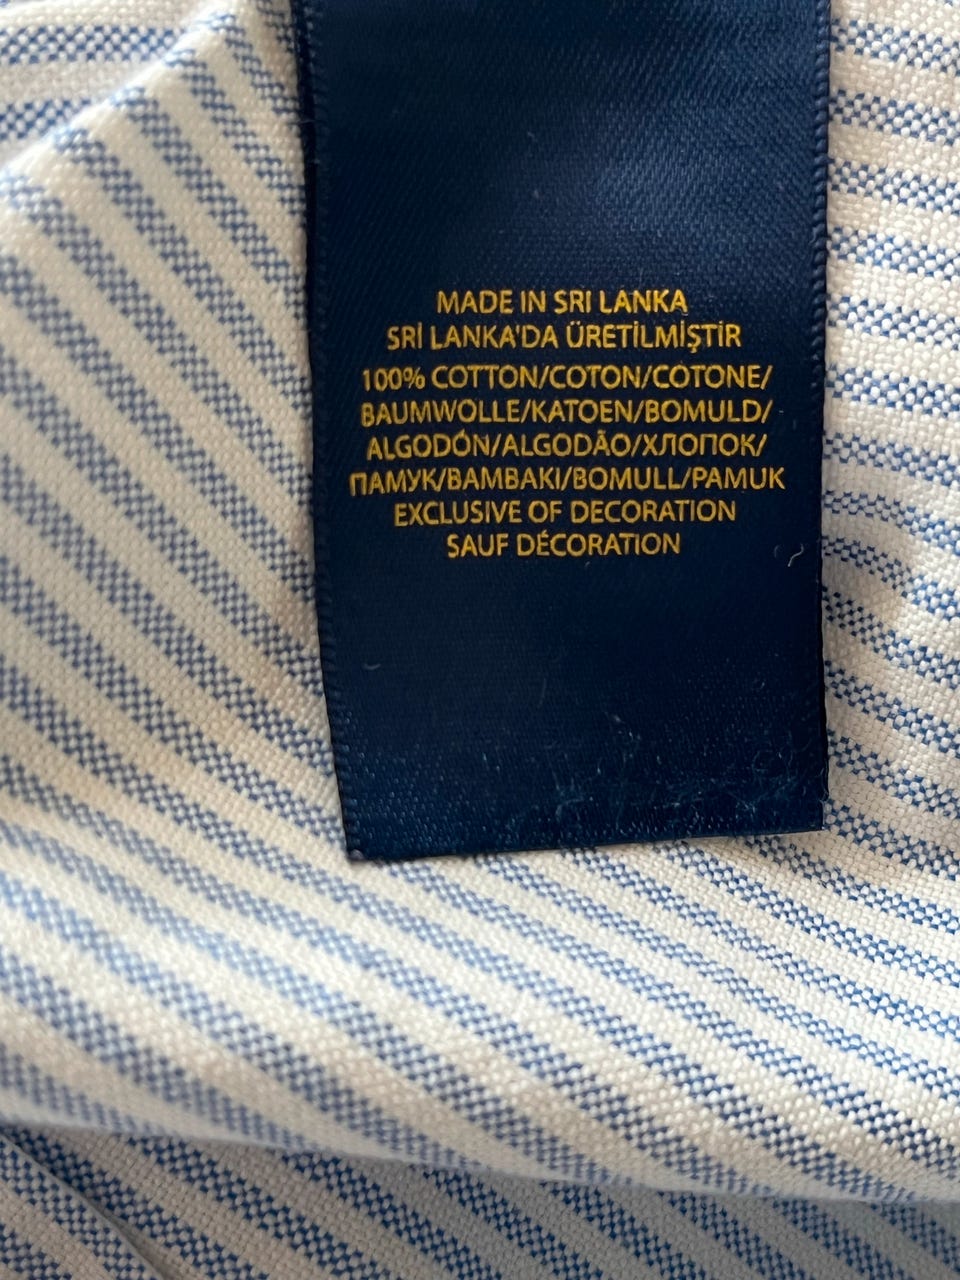 MADE IN SRI LANKA
SRİ LANKA'DA ÜRETİLMİŞTİR
100% COTTON/COTON/COTONE/
BAUMWOLLE/KATOEN/BOMULD/
ALGODÓN/ALGODÃO/ХЛОПОК/
ПАМУК/BAMBAKI/BOMULL/PAMUK
EXCLUSIVE OF DECORATION
SAUF DÉCORATION